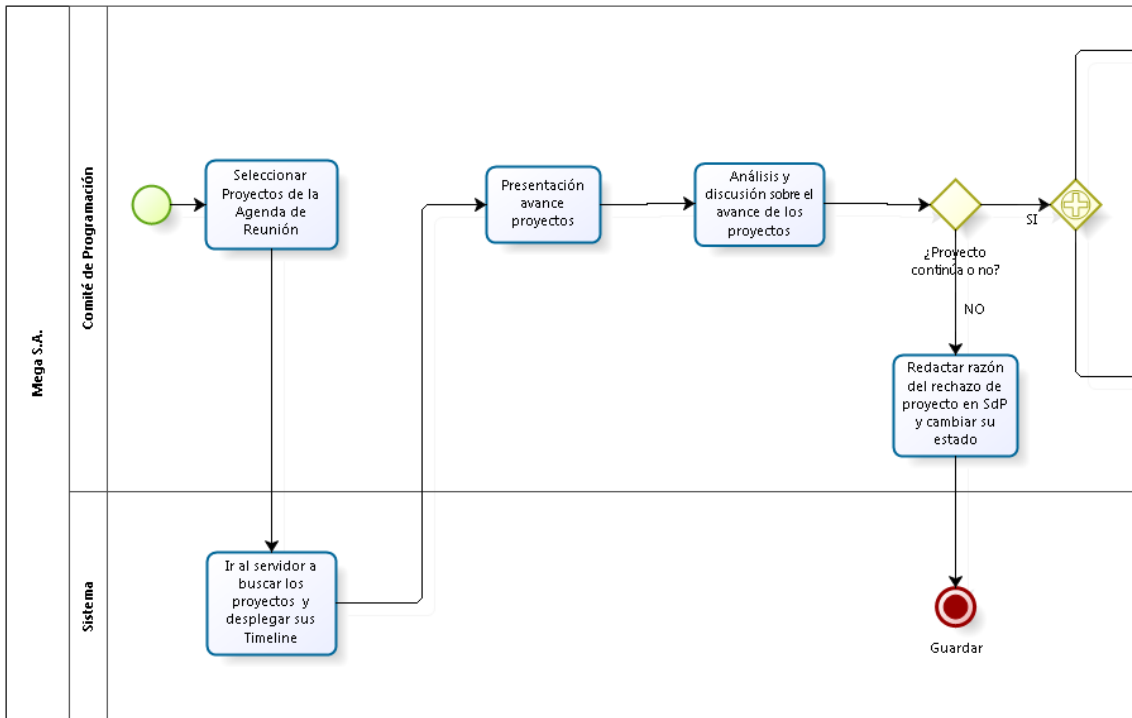 Mega S.A.
Comité de Programación
Seleccionar
Proyectos de la
Agenda de
Reunión
Presentación
avance
proyectos
Análisis y
discusión sobre el
avance de los
proyectos
¿Proyecto
continúa o no?
SI
NO
Redactar razón
del rechazo de
proyecto en SdP
y cambiar su
estado
Sistema
Ir al servidor a
buscar los
proyectos y
desplegar sus
Timeline
Guardar